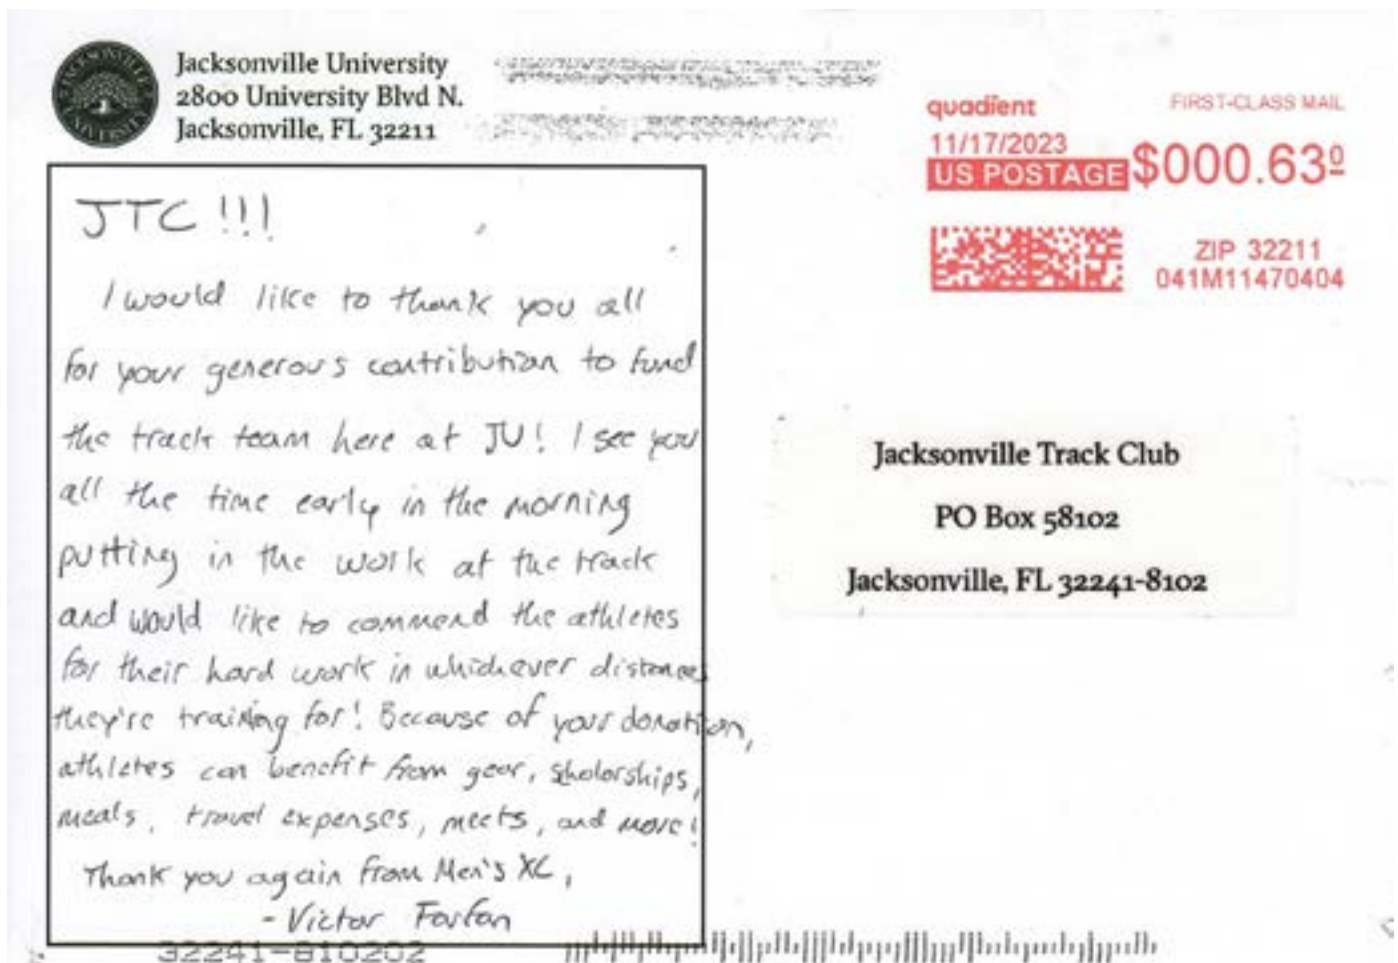 JACKSONVILLE UNIVERSITY
Jacksonville University
2800 University Blvd N.
Jacksonville, FL 32211
quadient
FIRST-CLASS MAIL
11/17/2023
US POSTAGE
$000.63⁰
ZIP 32211
041M11470404
JTC !!!
I would like to thank you all
for your generous contribution to fund
the track team here at JU! I see you
all the time early in the morning
putting in the work at the track
and would like to commend the athletes
for their hard work in whichever distances
they're training for! Because of your donation,
athletes can benefit from gear, scholarships,
meals, travel expenses, meets, and more!
Thank you again from Men's XC,
- Victor Farfan
Jacksonville Track Club
PO Box 58102
Jacksonville, FL 32241-8102
32241-810202